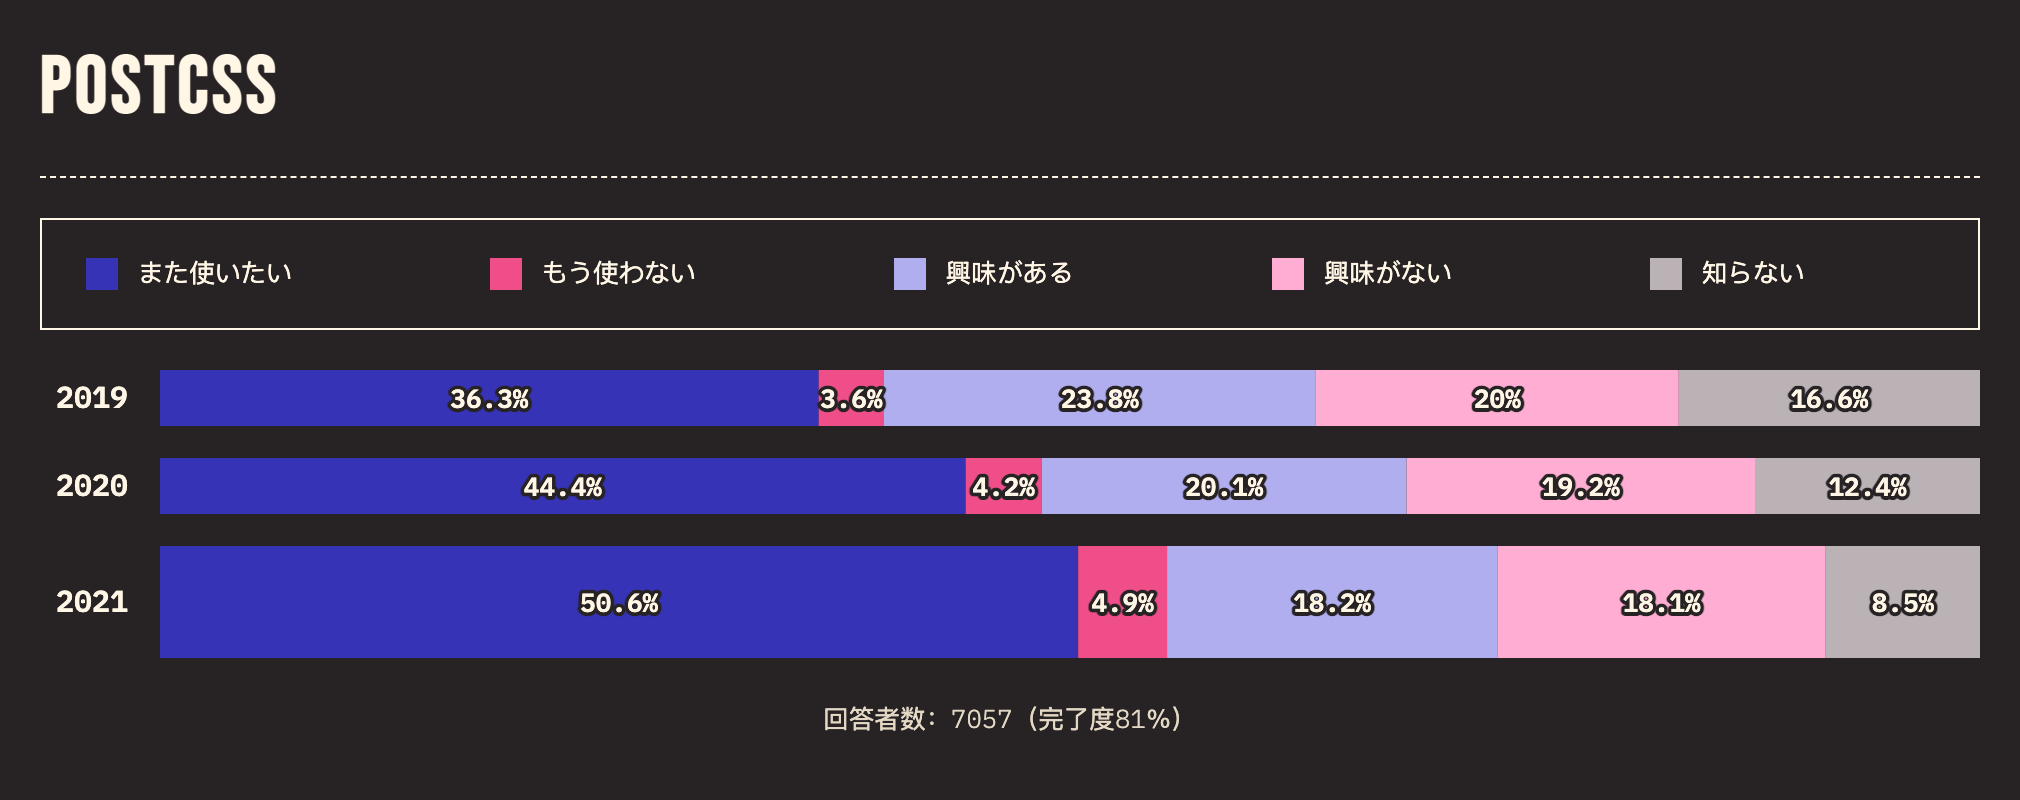 POSTCSS
また使いたい もう使わない 興味がある 興味がない 知らない
2019 36.3% 3.6% 23.8% 20% 16.6%
2020 44.4% 4.2% 20.1% 19.2% 12.4%
2021 50.6% 4.9% 18.2% 18.1% 8.5%
回答者数: 7057 (完了度81%)